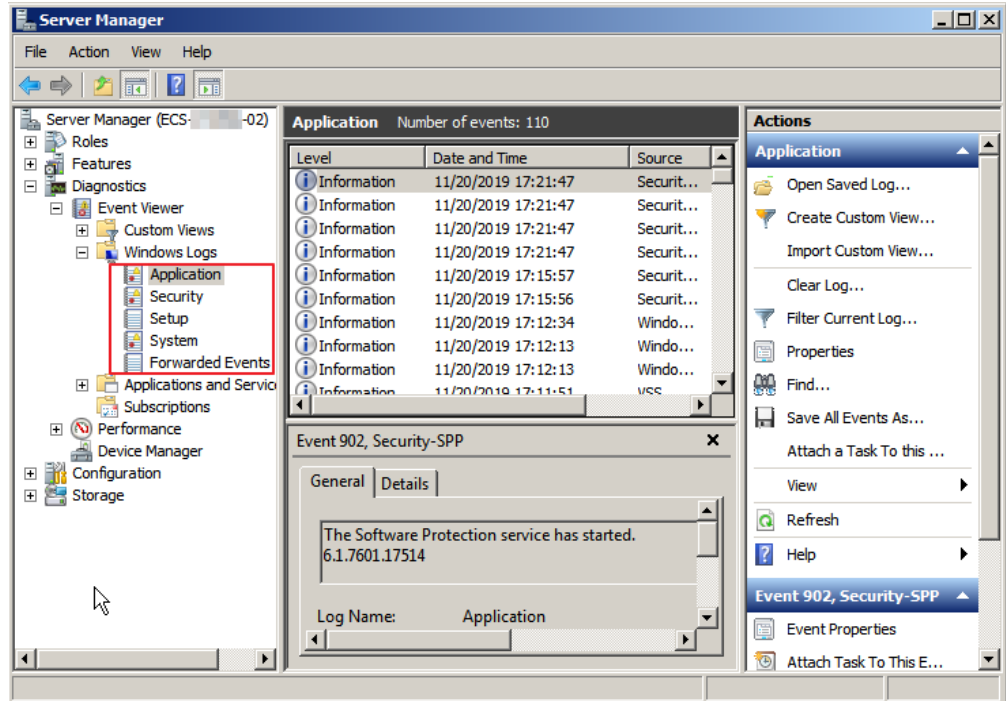 Server Manager
File Action View Help
Server Manager (ECS- -02)
Roles
Features
Diagnostics
Event Viewer
Custom Views
Windows Logs
Application
Security
Setup
System
Forwarded Events
Applications and Service
Subscriptions
Performance
Device Manager
Configuration
Storage
Application Number of events: 110
Level Date and Time Source
Information 11/20/2019 17:21:47 Securit...
Information 11/20/2019 17:21:47 Securit...
Information 11/20/2019 17:21:47 Securit...
Information 11/20/2019 17:21:47 Securit...
Information 11/20/2019 17:15:57 Securit...
Information 11/20/2019 17:15:56 Securit...
Information 11/20/2019 17:12:34 Windo...
Information 11/20/2019 17:12:13 Windo...
Information 11/20/2019 17:12:13 Windo...
Information 11/20/2019 17:11:51 VSS
Event 902, Security-SPP
General Details
The Software Protection service has started.
6.1.7601.17514
Log Name: Application
Actions
Application
Open Saved Log...
Create Custom View...
Import Custom View...
Clear Log...
Filter Current Log...
Properties
Find...
Save All Events As...
Attach a Task To this ...
View
Refresh
Help
Event 902, Security-SPP
Event Properties
Attach Task To This E...